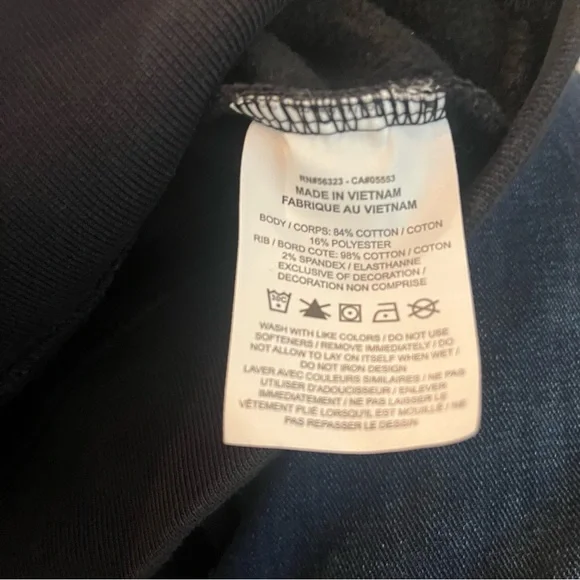 RN#56323 - CA#05553
MADE IN VIETNAM
FABRIQUE AU VIETNAM
BODY / CORPS: 84% COTTON / COTON
16% POLYESTER
RIB / BORD COTE: 98% COTTON / COTON
2% SPANDEX / ELASTHANNE
EXCLUSIVE OF DECORATION /
DECORATION NON COMPRISE
30C
WASH WITH LIKE COLORS / DO NOT USE
SOFTENERS / REMOVE IMMEDIATELY / DO
NOT ALLOW TO LAY ON ITSELF WHEN WET /
DO NOT IRON DESIGN
LAVER AVEC COULEURS SIMILAIRES / NE PAS
UTILISER D'ADOUCISSEUR / ENLEVER
IMMEDIATEMENT / NE PAS LAISSER LE
VÊTEMENT PLIÉ LORSQU'IL EST MOUILLÉ / NE
PAS REPASSER LE DESSIN